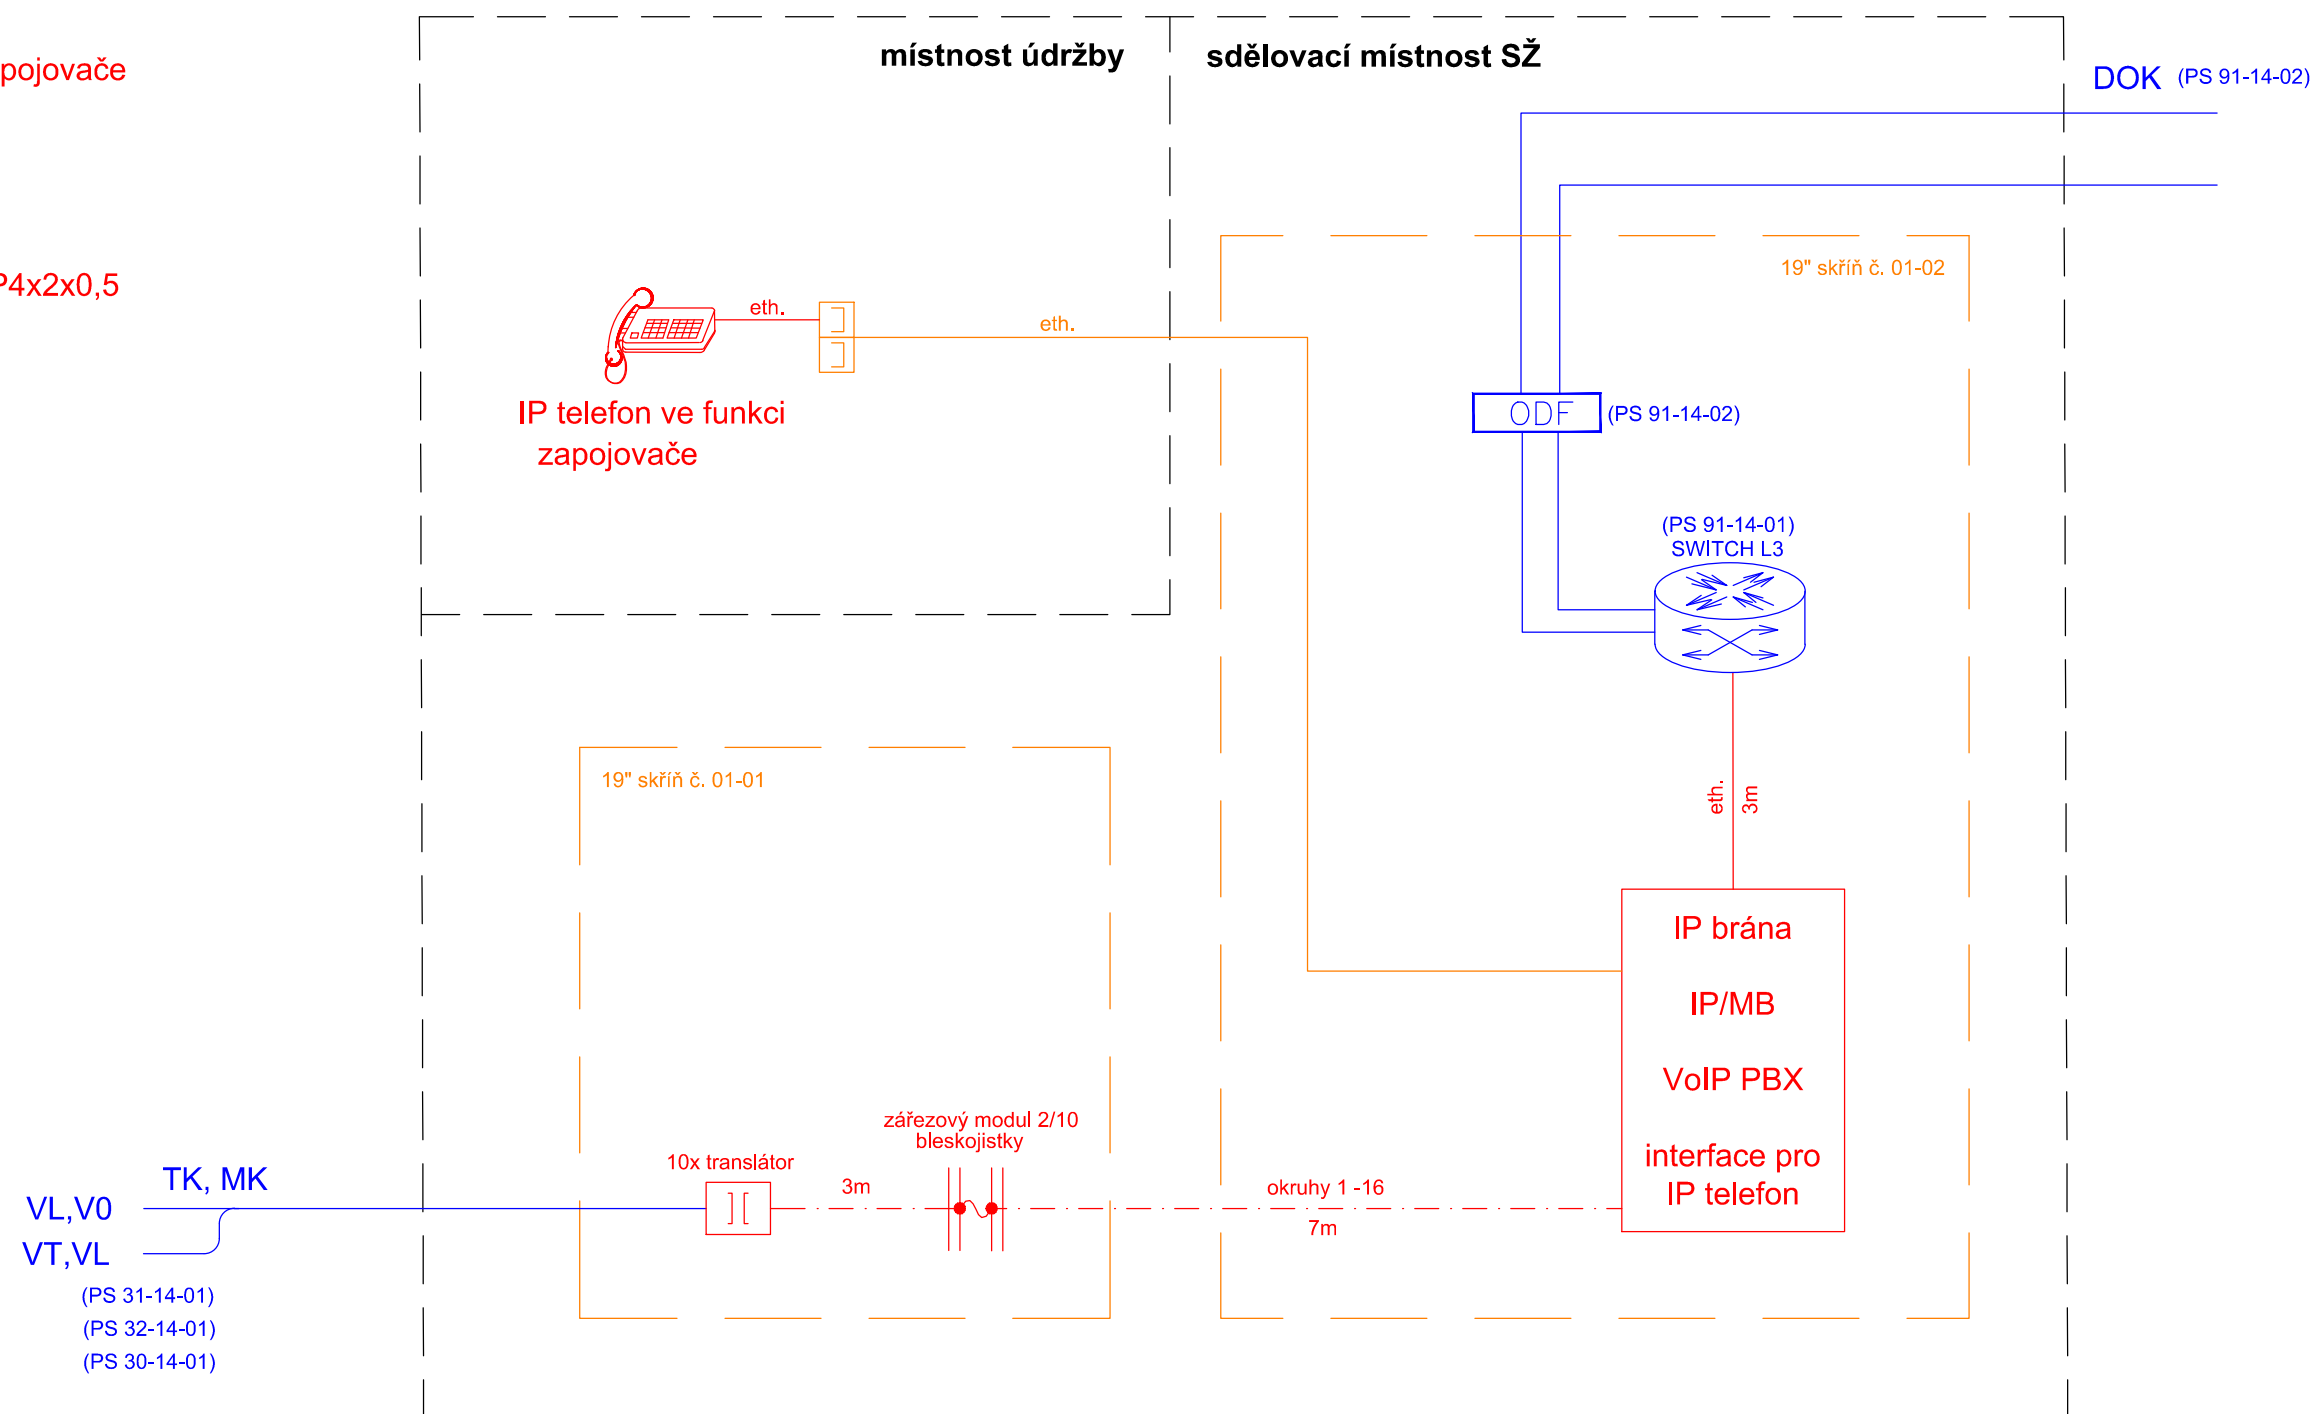 pojovače
místnost údržby
sdělovací místnost SŽ
DOK (PS 91-14-02)
19" skříň č. 01-02
P4x2x0,5
eth.
eth.
IP telefon ve funkci
zapojovače
ODF (PS 91-14-02)
(PS 91-14-01)
SWITCH L3
19" skříň č. 01-01
eth.
3m
IP brána
IP/MB
VoIP PBX
interface pro
IP telefon
zářezový modul 2/10
bleskojistky
10x translátor
3m
okruhy 1 -16
7m
TK, MK
VL,V0
VT,VL
(PS 31-14-01)
(PS 32-14-01)
(PS 30-14-01)